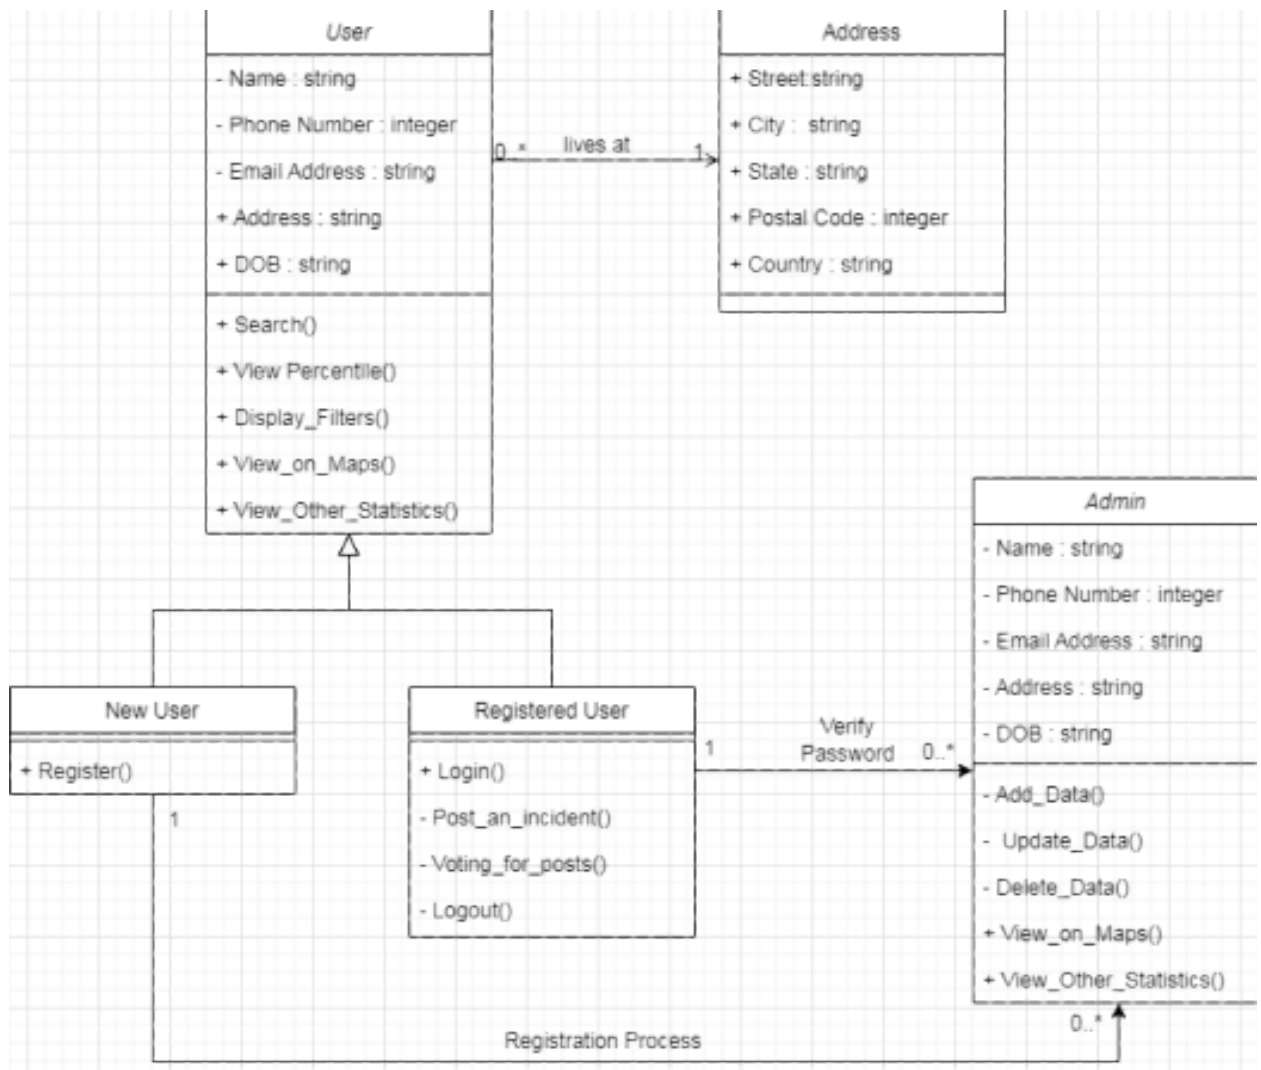 User
- Name : string
- Phone Number : integer
- Email Address : string
+ Address : string
+ DOB : string
+ Search()
+ View Percentile()
+ Display_Filters()
+ View_on_Maps()
+ View_Other_Statistics()
0..*
lives at
1
Address
+ Street:string
+ City : string
+ State : string
+ Postal Code : integer
+ Country : string
New User
+ Register()
1
Registered User
+ Login()
- Post_an_incident()
- Voting_for_posts()
- Logout()
1
Verify
Password
0..*
Admin
- Name : string
- Phone Number : integer
- Email Address : string
- Address : string
- DOB : string
- Add_Data()
- Update_Data()
- Delete_Data()
+ View_on_Maps()
+ View_Other_Statistics()
0..*
Registration Process